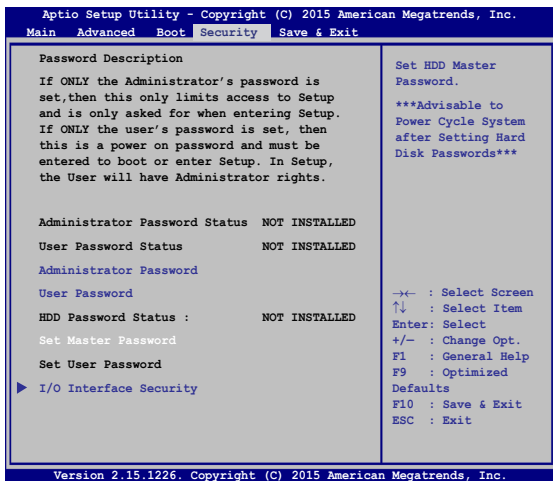 Aptio Setup Utility - Copyright (C) 2015 American Megatrends, Inc.
Main Advanced Boot Security Save & Exit
Password Description
If ONLY the Administrator's password is
set,then this only limits access to Setup
and is only asked for when entering Setup.
If ONLY the user's password is set, then
this is a power on password and must be
entered to boot or enter Setup. In Setup,
the User will have Administrator rights.
Administrator Password Status NOT INSTALLED
User Password Status NOT INSTALLED
Administrator Password
User Password
HDD Password Status : NOT INSTALLED
Set Master Password
Set User Password
I/O Interface Security
Set HDD Master
Password.
***Advisable to
Power Cycle System
after Setting Hard
Disk Passwords***
→← : Select Screen
↑↓ : Select Item
Enter: Select
+/— : Change Opt.
F1 : General Help
F9 : Optimized
Defaults
F10 : Save & Exit
ESC : Exit
Version 2.15.1226. Copyright (C) 2015 American Megatrends, Inc.